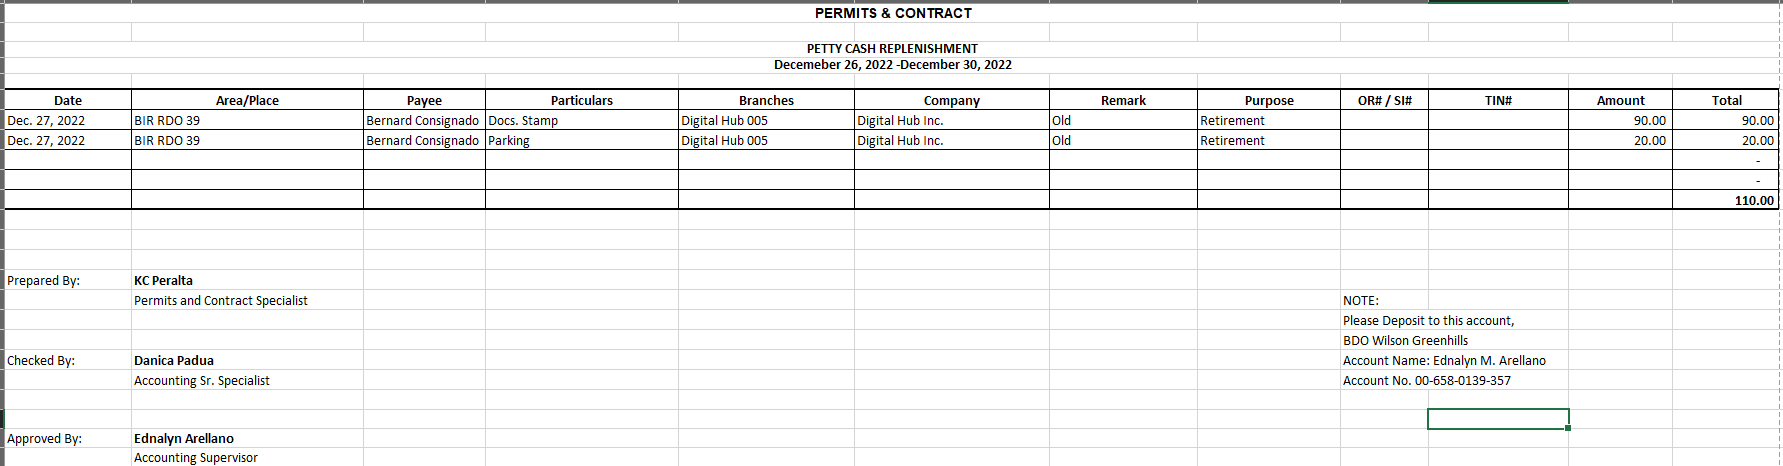 PERMITS & CONTRACT
PETTY CASH REPLENISHMENT
Decemeber 26, 2022 -December 30, 2022
Date Area/Place Payee Particulars Branches Company Remark Purpose OR# / SI# TIN# Amount Total
Dec. 27, 2022 BIR RDO 39 Bernard Consignado Docs. Stamp Digital Hub 005 Digital Hub Inc. Old Retirement 90.00 90.00
Dec. 27, 2022 BIR RDO 39 Bernard Consignado Parking Digital Hub 005 Digital Hub Inc. Old Retirement 20.00 20.00
-
-
110.00
Prepared By: KC Peralta
Permits and Contract Specialist NOTE:
Please Deposit to this account,
BDO Wilson Greenhills
Checked By: Danica Padua Account Name: Ednalyn M. Arellano
Accounting Sr. Specialist Account No. 00-658-0139-357
Approved By: Ednalyn Arellano
Accounting Supervisor